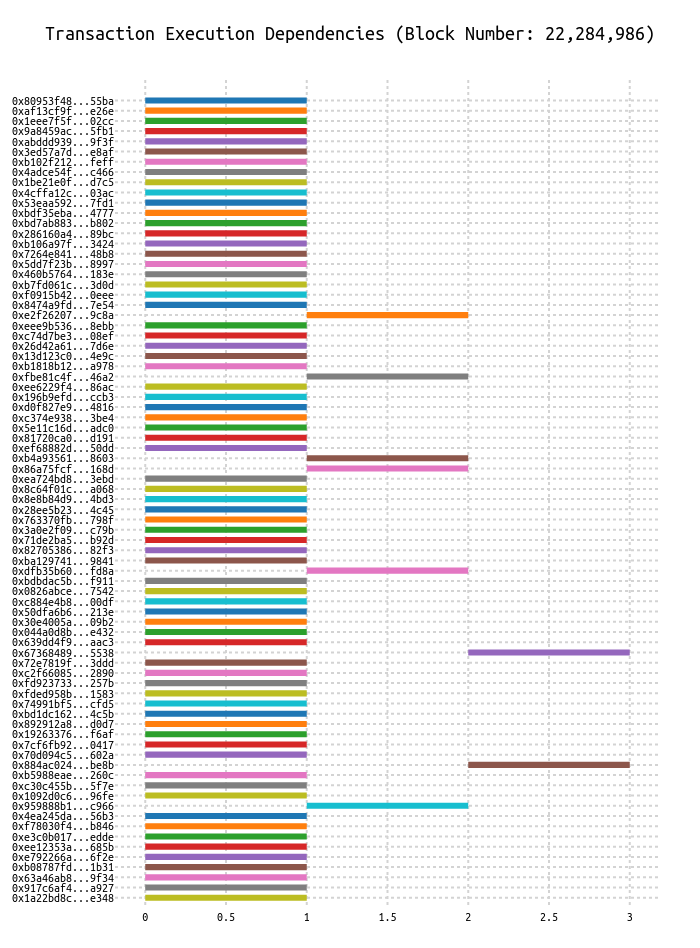 Transaction Execution Dependencies (Block Number: 22,284,986)
0x80953f48...55ba
0xaf13cf9f...e26e
0x1eee7f5f...02cc
0x9a8459ac...5fb1
0xabddd939...9f3f
0x3ed57a7d...e8af
0xb102f212...feff
0x4adce54f...c466
0x1be21e0f...d7c5
0x4cffa12c...03ac
0x53eaa592...7fd1
0xbdf35eba...4777
0xbd7ab883...b802
0x286160a4...89bc
0xb106a97f...3424
0x7264e841...48b8
0x5dd7f23b...8997
0x460b5764...183e
0xb7fd061c...3d0d
0xf0915b42...0eee
0x8474a9fd...7e54
0xe2f26207...9c8a
0xeee9b536...8ebb
0xc74d7be3...08ef
0x26d42a61...7d6e
0x13d123c0...4e9c
0xb1818b12...a978
0xfbe81c4f...46a2
0xee6229f4...86ac
0x196b9efd...ccb3
0xd0f827e9...4816
0xc374e938...3be4
0x5e11c16d...adc0
0x81720ca0...d191
0xef68882d...50dd
0xb4a93561...8603
0x86a75fcf...168d
0xea724bd8...3ebd
0x8c64f01c...a068
0x8e8b84d9...4bd3
0x28ee5b23...4c45
0x763370fb...798f
0x3a0e2f09...c79b
0x71de2ba5...b92d
0x82705386...82f3
0xba129741...9841
0xdfb35b60...fd8a
0xbdbdac5b...f911
0x0826abce...7542
0xc884e4b8...00df
0x50dfa6b6...213e
0x30e4005a...09b2
0x044a0d8b...e432
0x639dd4f9...aac3
0x67368489...5538
0x72e7819f...3ddd
0xc2f66085...2890
0xfd923733...257b
0xfded958b...1583
0x74991bf5...cfd5
0xbd1dc162...4c5b
0x892912a8...d0d7
0x19263376...f6af
0x7cf6fb92...0417
0x70d094c5...602a
0x884ac024...be8b
0xb5988eae...260c
0xc30c455b...5f7e
0x1092d0c6...96fe
0x959888b1...c966
0x4ea245da...56b3
0xf78030f4...b846
0xe3c0b017...edde
0xee12353a...685b
0xe792266a...6f2e
0xb08787fd...1b31
0x63a46ab8...9f34
0x917c6af4...a927
0x1a22bd8c...e348
0 0.5 1 1.5 2 2.5 3